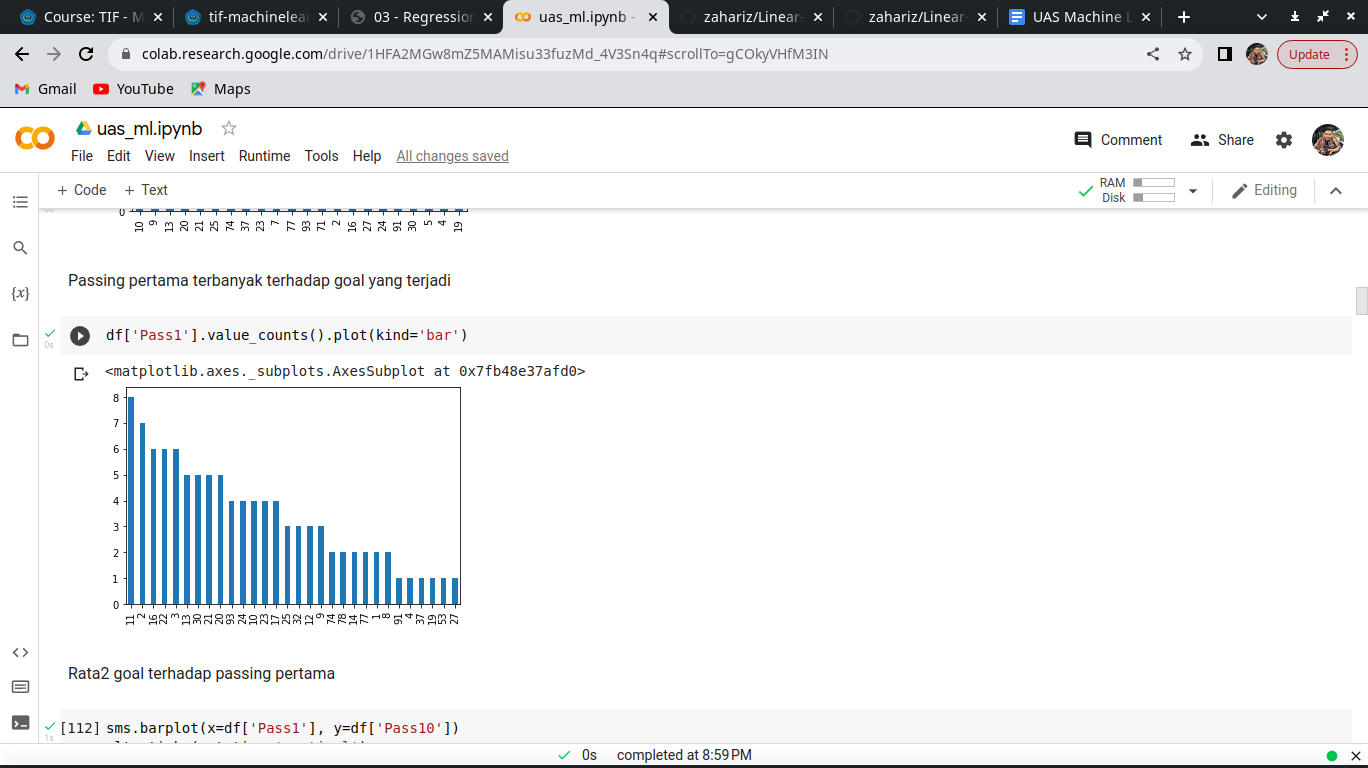 Course: TIF - M
tif-machinelear
03 - Regression
uas_ml.ipynb -
zahariz/Linear-
zahariz/Linear-
UAS Machine L
colab.research.google.com/drive/1HFA2MGw8mZ5MAMisu33fuzMd_4V3Sn4q#scrollTo=gCOkyVHfM3IN
Update
Gmail YouTube Maps
uas_ml.ipynb
Comment Share
File Edit View Insert Runtime Tools Help All changes saved
+ Code + Text
RAM
Disk
Editing
0
10 9 13 20 21 25 74 37 23 7 77 93 71 2 16 27 24 91 30 5 4 19
Passing pertama terbanyak terhadap goal yang terjadi
df['Pass1'].value_counts().plot(kind='bar')
0s
<matplotlib.axes._subplots.AxesSubplot at 0x7fb48e37afd0>
8
7
6
5
4
3
2
1
0
11 2 16 22 3 13 30 21 20 93 24 10 23 17 25 32 12 9 74 78 14 77 1 8 91 4 37 19 53 27
Rata2 goal terhadap passing pertama
[112] sms.barplot(x=df['Pass1'], y=df['Pass10'])
1s
0s completed at 8:59 PM